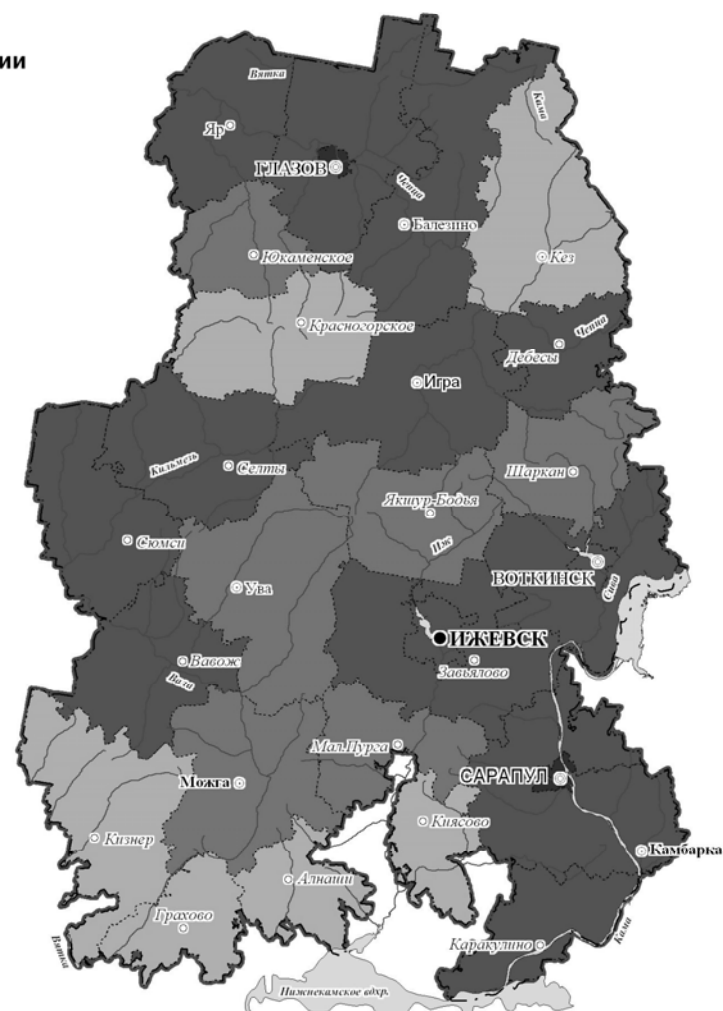 ии
Вятка
Кама
Яр
ГЛАЗОВ
Чепца
Балезино
Юкаменское
Кез
Красногорское
Чепца
Дебесы
Игра
Кильмезь
Селты
Шаркан
Якшур-Бодья
Сюмси
Иж
ВОТКИНСК
Ува
Сива
ИЖЕВСК
Завьялово
Вавож
Вала
Мал.Пурга
Можга
САРАПУЛ
Киясово
Кизнер
Камбарка
Алнаши
Грахово
Вятка
Каракулино
Кама
Нижнекамское вдхр.